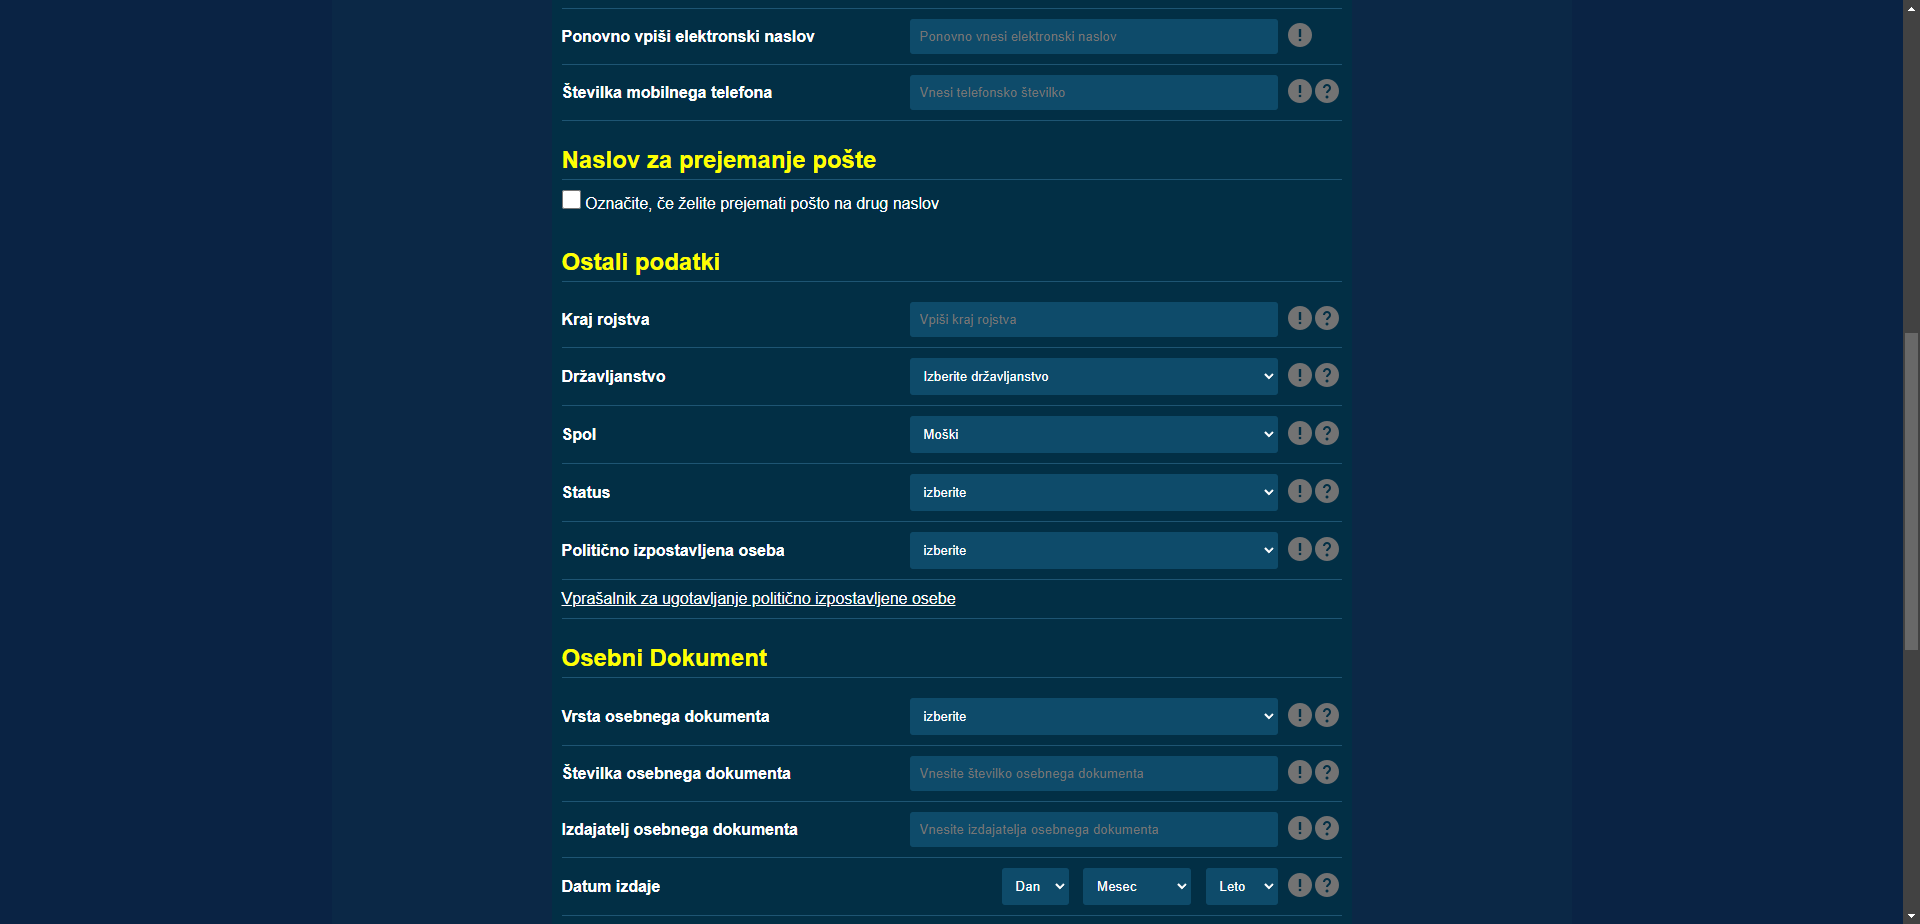 Ponovno vpiši elektronski naslov
Ponovno vnesi elektronski naslov
!
Številka mobilnega telefona
Vnesi telefonsko številko
! ?
Naslov za prejemanje pošte
Označite, če želite prejemati pošto na drug naslov
Ostali podatki
Kraj rojstva
Vpiši kraj rojstva
! ?
Državljanstvo
Izberite državljanstvo
! ?
Spol
Moški
! ?
Status
izberite
! ?
Politično izpostavljena oseba
izberite
! ?
Vprašalnik za ugotavljanje politično izpostavljene osebe
Osebni Dokument
Vrsta osebnega dokumenta
izberite
! ?
Številka osebnega dokumenta
Vnesite številko osebnega dokumenta
! ?
Izdajatelj osebnega dokumenta
Vnesite izdajatelja osebnega dokumenta
! ?
Datum izdaje
Dan Mesec Leto
! ?